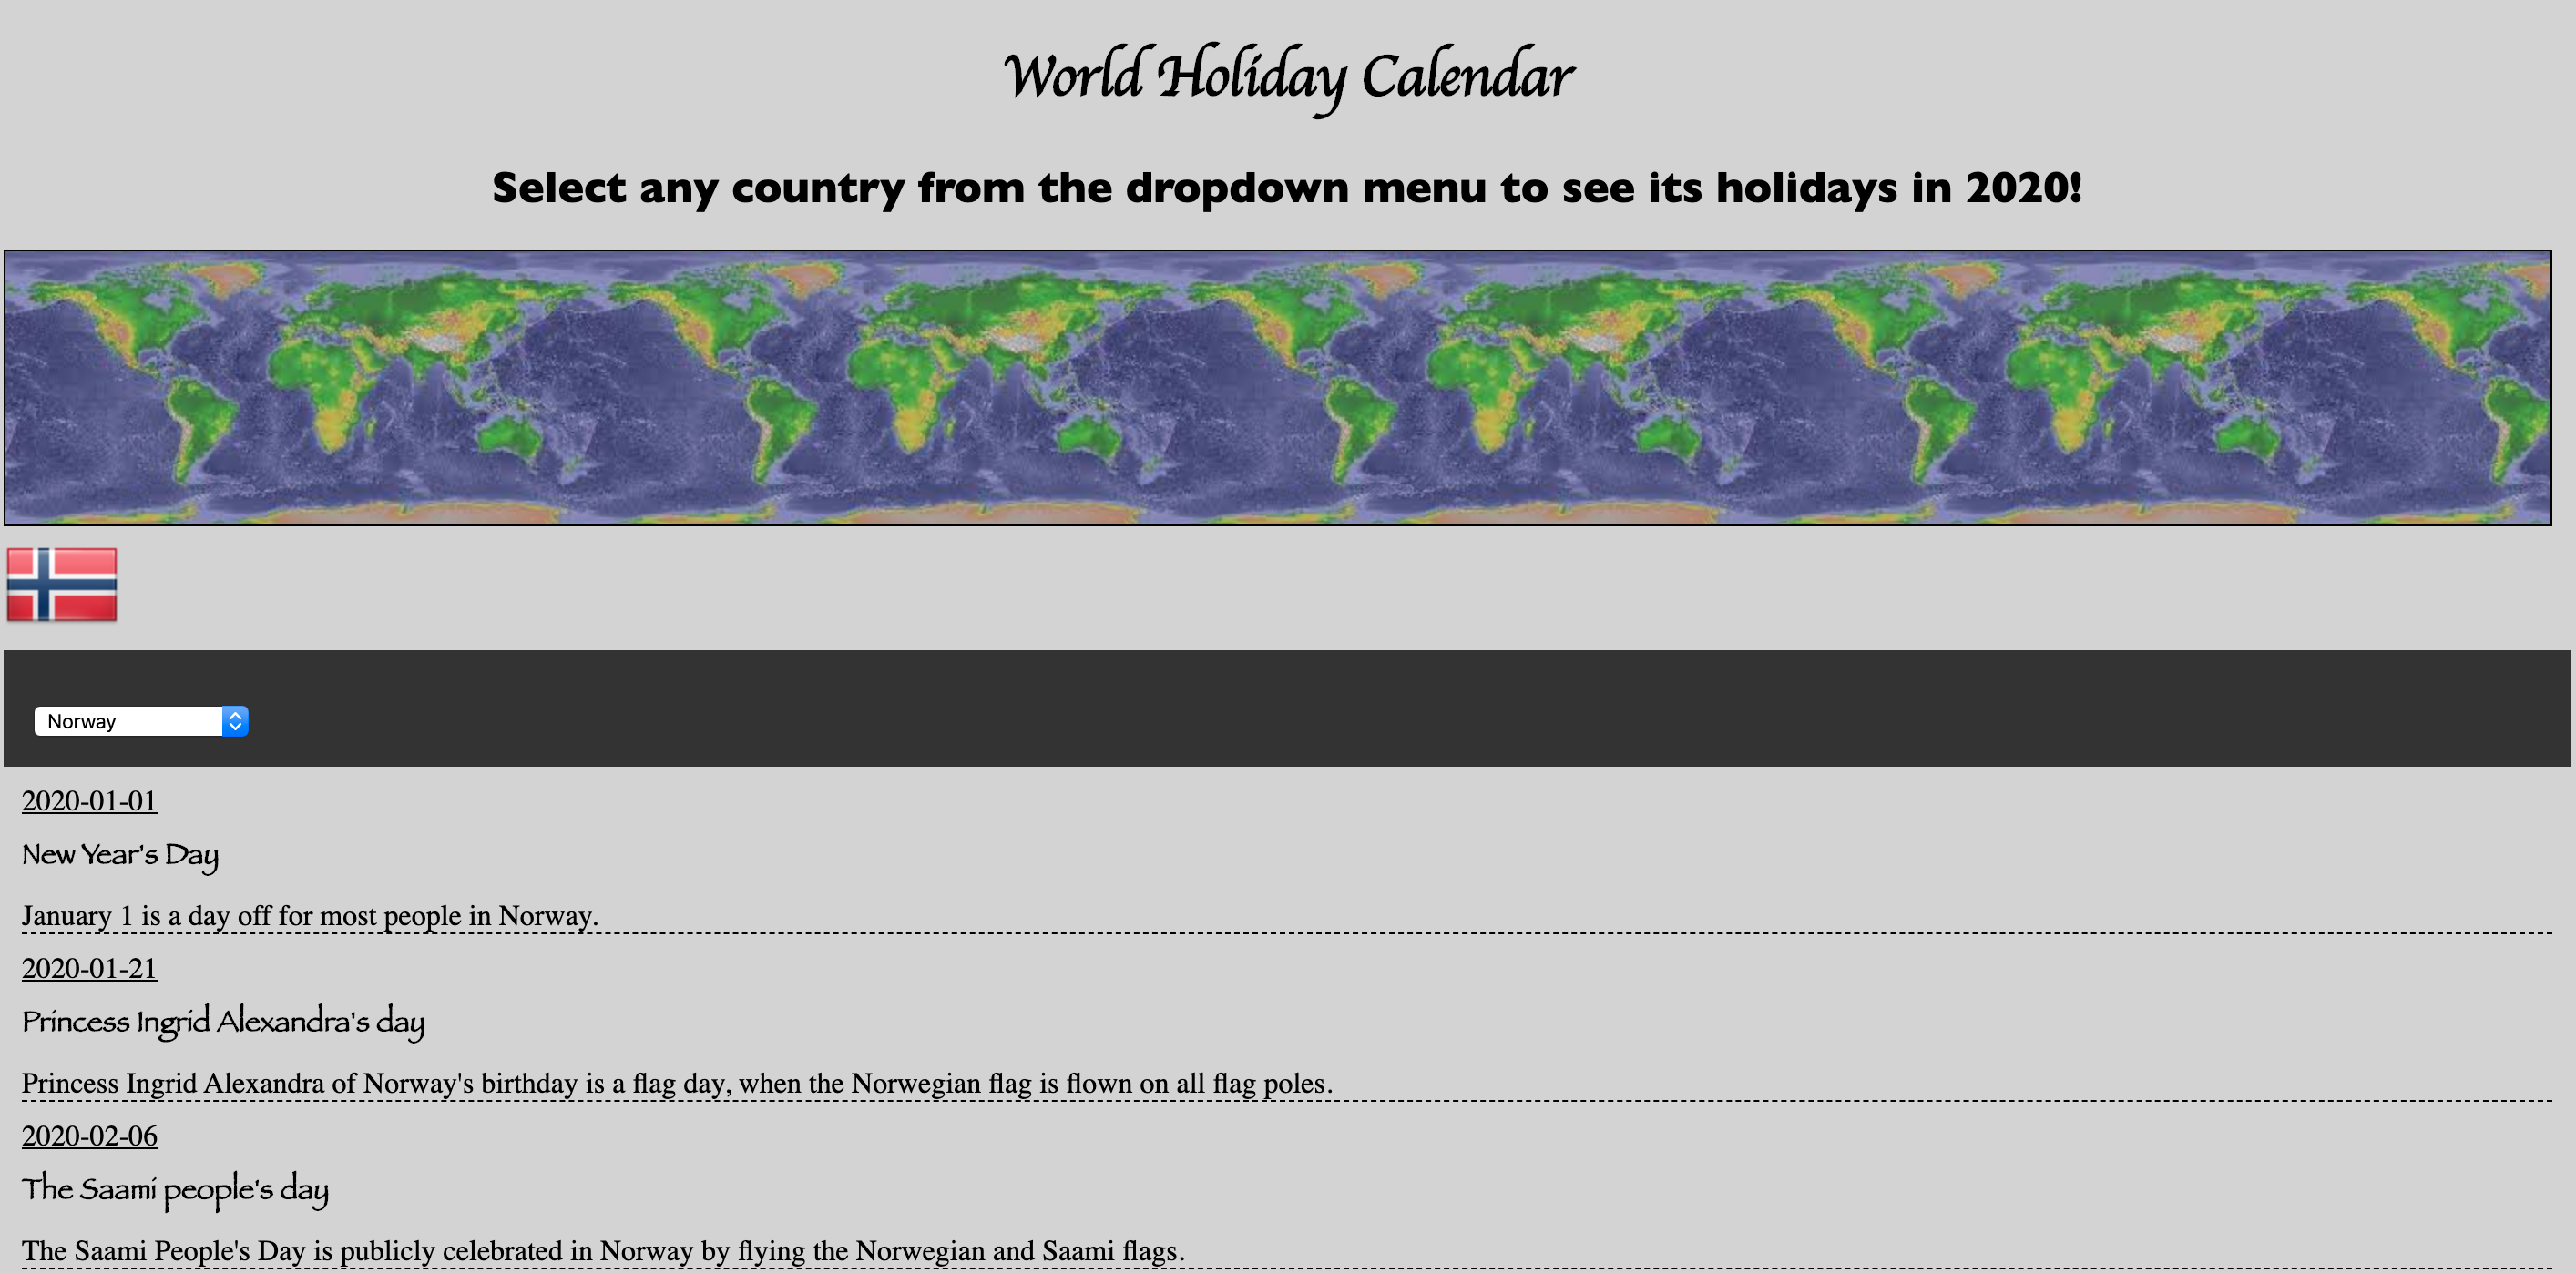 World Holiday Calendar
Select any country from the dropdown menu to see its holidays in 2020!
Norway
2020-01-01
New Year's Day
January 1 is a day off for most people in Norway.
2020-01-21
Princess Ingrid Alexandra's day
Princess Ingrid Alexandra of Norway's birthday is a flag day, when the Norwegian flag is flown on all flag poles.
2020-02-06
The Saami people's day
The Saami People's Day is publicly celebrated in Norway by flying the Norwegian and Saami flags.